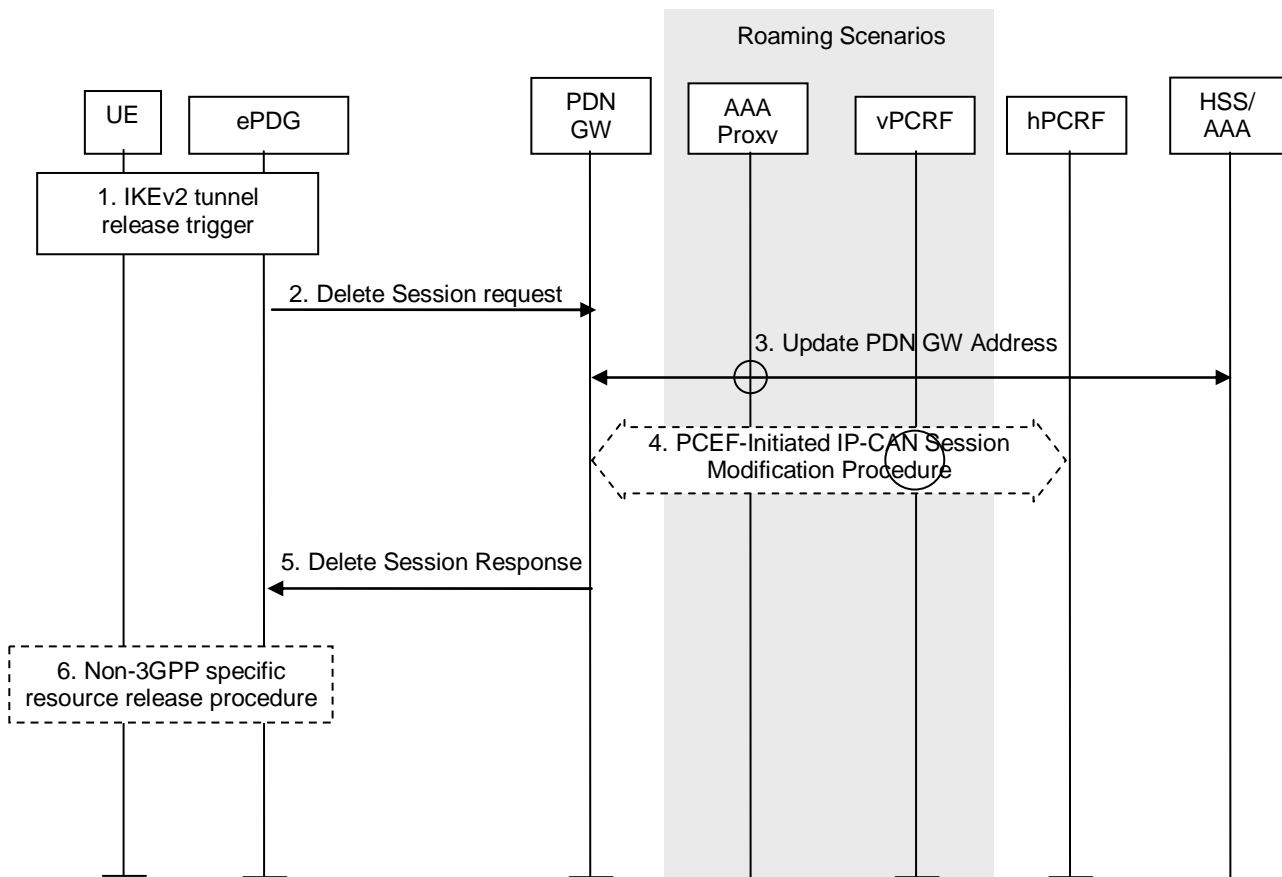 Roaming Scenarios
UE
ePDG
PDN
GW
AAA
Proxy
vPCRF
hPCRF
HSS/
AAA
1. IKEv2 tunnel
release trigger
2. Delete Session request
3. Update PDN GW Address
4. PCEF-Initiated IP-CAN Session
Modification Procedure
5. Delete Session Response
6. Non-3GPP specific
resource release procedure